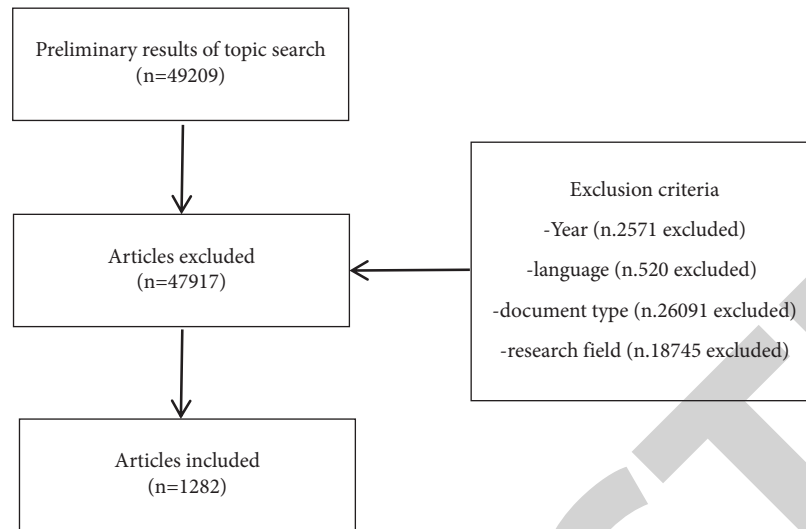 Preliminary results of topic search
(n=49209)
Articles excluded
(n=47917)
Exclusion criteria
-Year (n.2571 excluded)
-language (n.520 excluded)
-document type (n.26091 excluded)
-research field (n.18745 excluded)
Articles included
(n=1282)